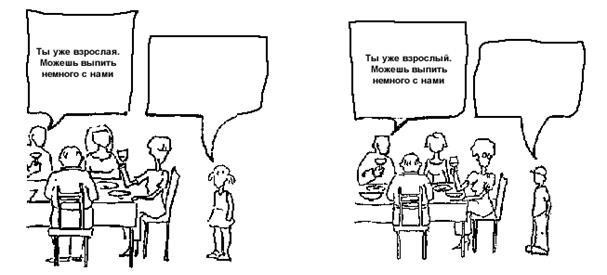 Ты уже взрослая.
Можешь выпить
немного с нами
Ты уже взрослый.
Можешь выпить
немного с нами